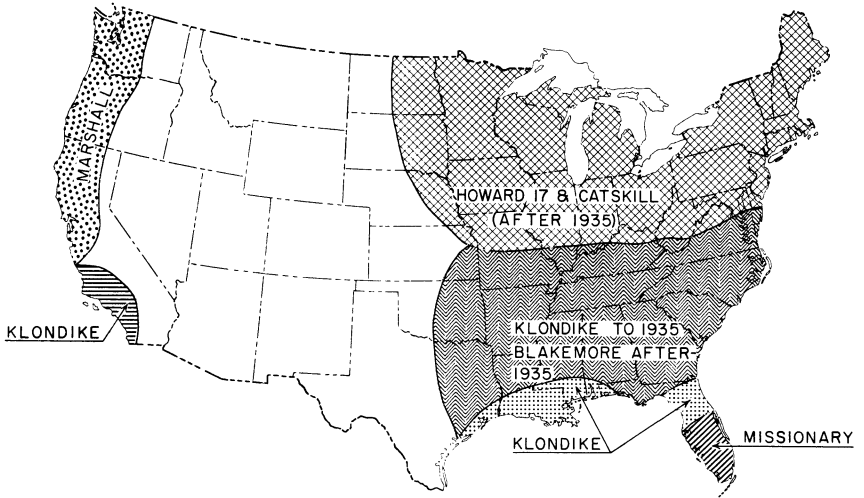 MARSHALL
HOWARD 17 & CATSKILL
(AFTER 1935)
KLONDIKE
KLONDIKE TO 1935
BLAKEMORE AFTER-
1935
KLONDIKE
MISSIONARY